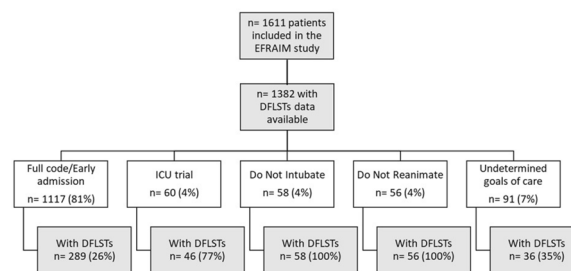 n= 1611 patients
included in the
EFRAIM study
n= 1382 with
DFLSTs data
available
Full code/Early
admission
n= 1117 (81%)
ICU trial
n= 60 (4%)
Do Not Intubate
n= 58 (4%)
Do Not Reanimate
n= 56 (4%)
Undetermined
goals of care
n= 91 (7%)
With DFLSTs
n= 289 (26%)
With DFLSTs
n= 46 (77%)
With DFLSTs
n= 58 (100%)
With DFLSTs
n= 56 (100%)
With DFLSTs
n= 36 (35%)